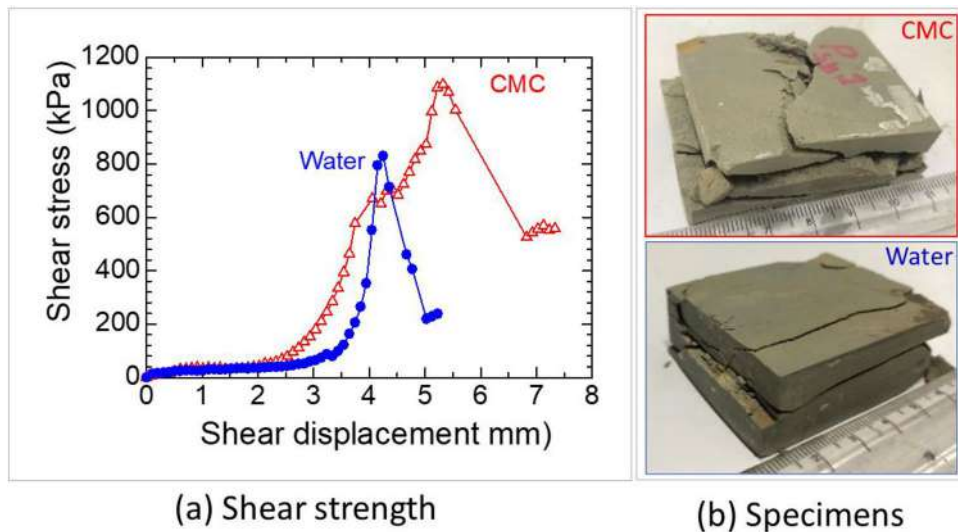 1200
1000
800
600
400
200
0
Shear stress (kPa)
CMC
Water
0 1 2 3 4 5 6 7 8
Shear displacement mm)
(a) Shear strength
CMC
Water
(b) Specimens